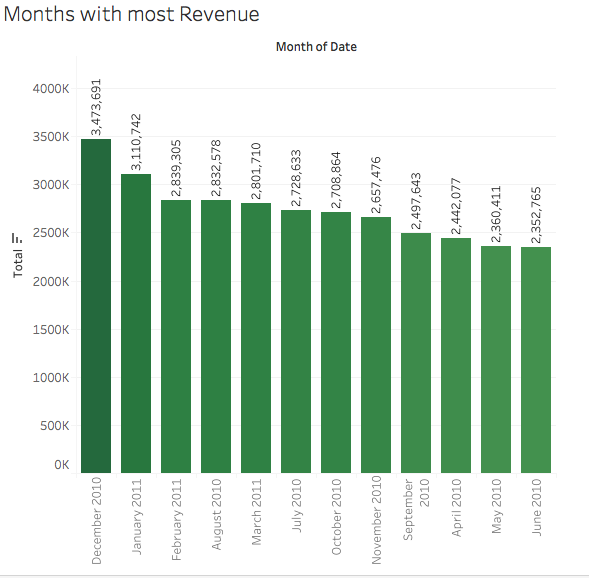 Months with most Revenue
Month of Date
Total
4000K
3500K
3000K
2500K
2000K
1500K
1000K
500K
0K
3,473,691
3,110,742
2,839,305
2,832,578
2,801,710
2,728,633
2,708,864
2,657,476
2,497,643
2,442,077
2,360,411
2,352,765
December 2010
January 2011
February 2011
August 2010
March 2011
July 2010
October 2010
November 2010
September
2010
April 2010
May 2010
June 2010